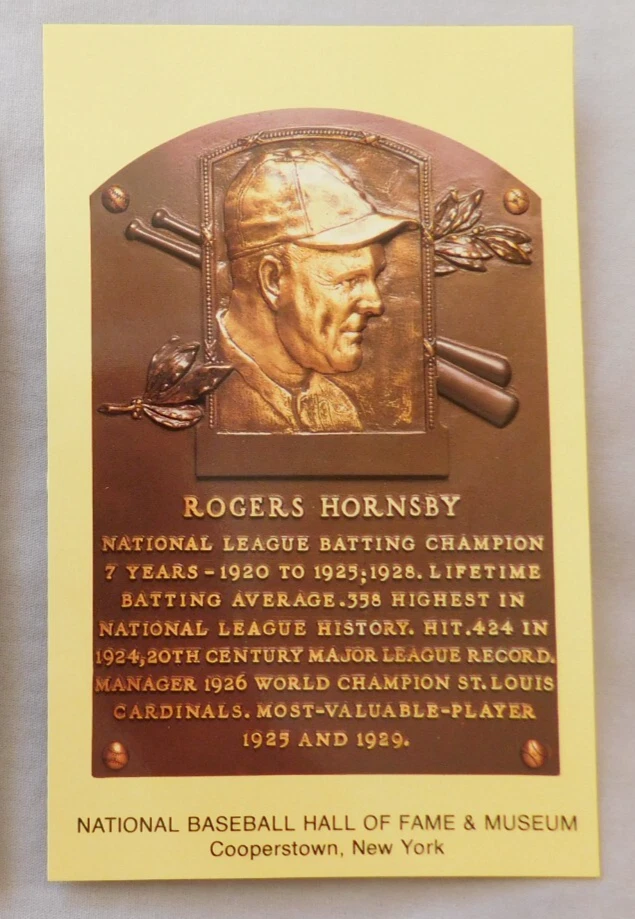 ROGERS HORNSBY
NATIONAL LEAGUE BATTING CHAMPION
7 YEARS-1920 TO 1925;1928. LIFETIME
BATTING AVERAGE .358 HIGHEST IN
NATIONAL LEAGUE HISTORY. HIT .424 IN
1924, 20TH CENTURY MAJOR LEAGUE RECORD.
MANAGER 1926 WORLD CHAMPION ST. LOUIS
CARDINALS. MOST-VALUABLE-PLAYER
1925 AND 1929.
NATIONAL BASEBALL HALL OF FAME & MUSEUM
Cooperstown, New York